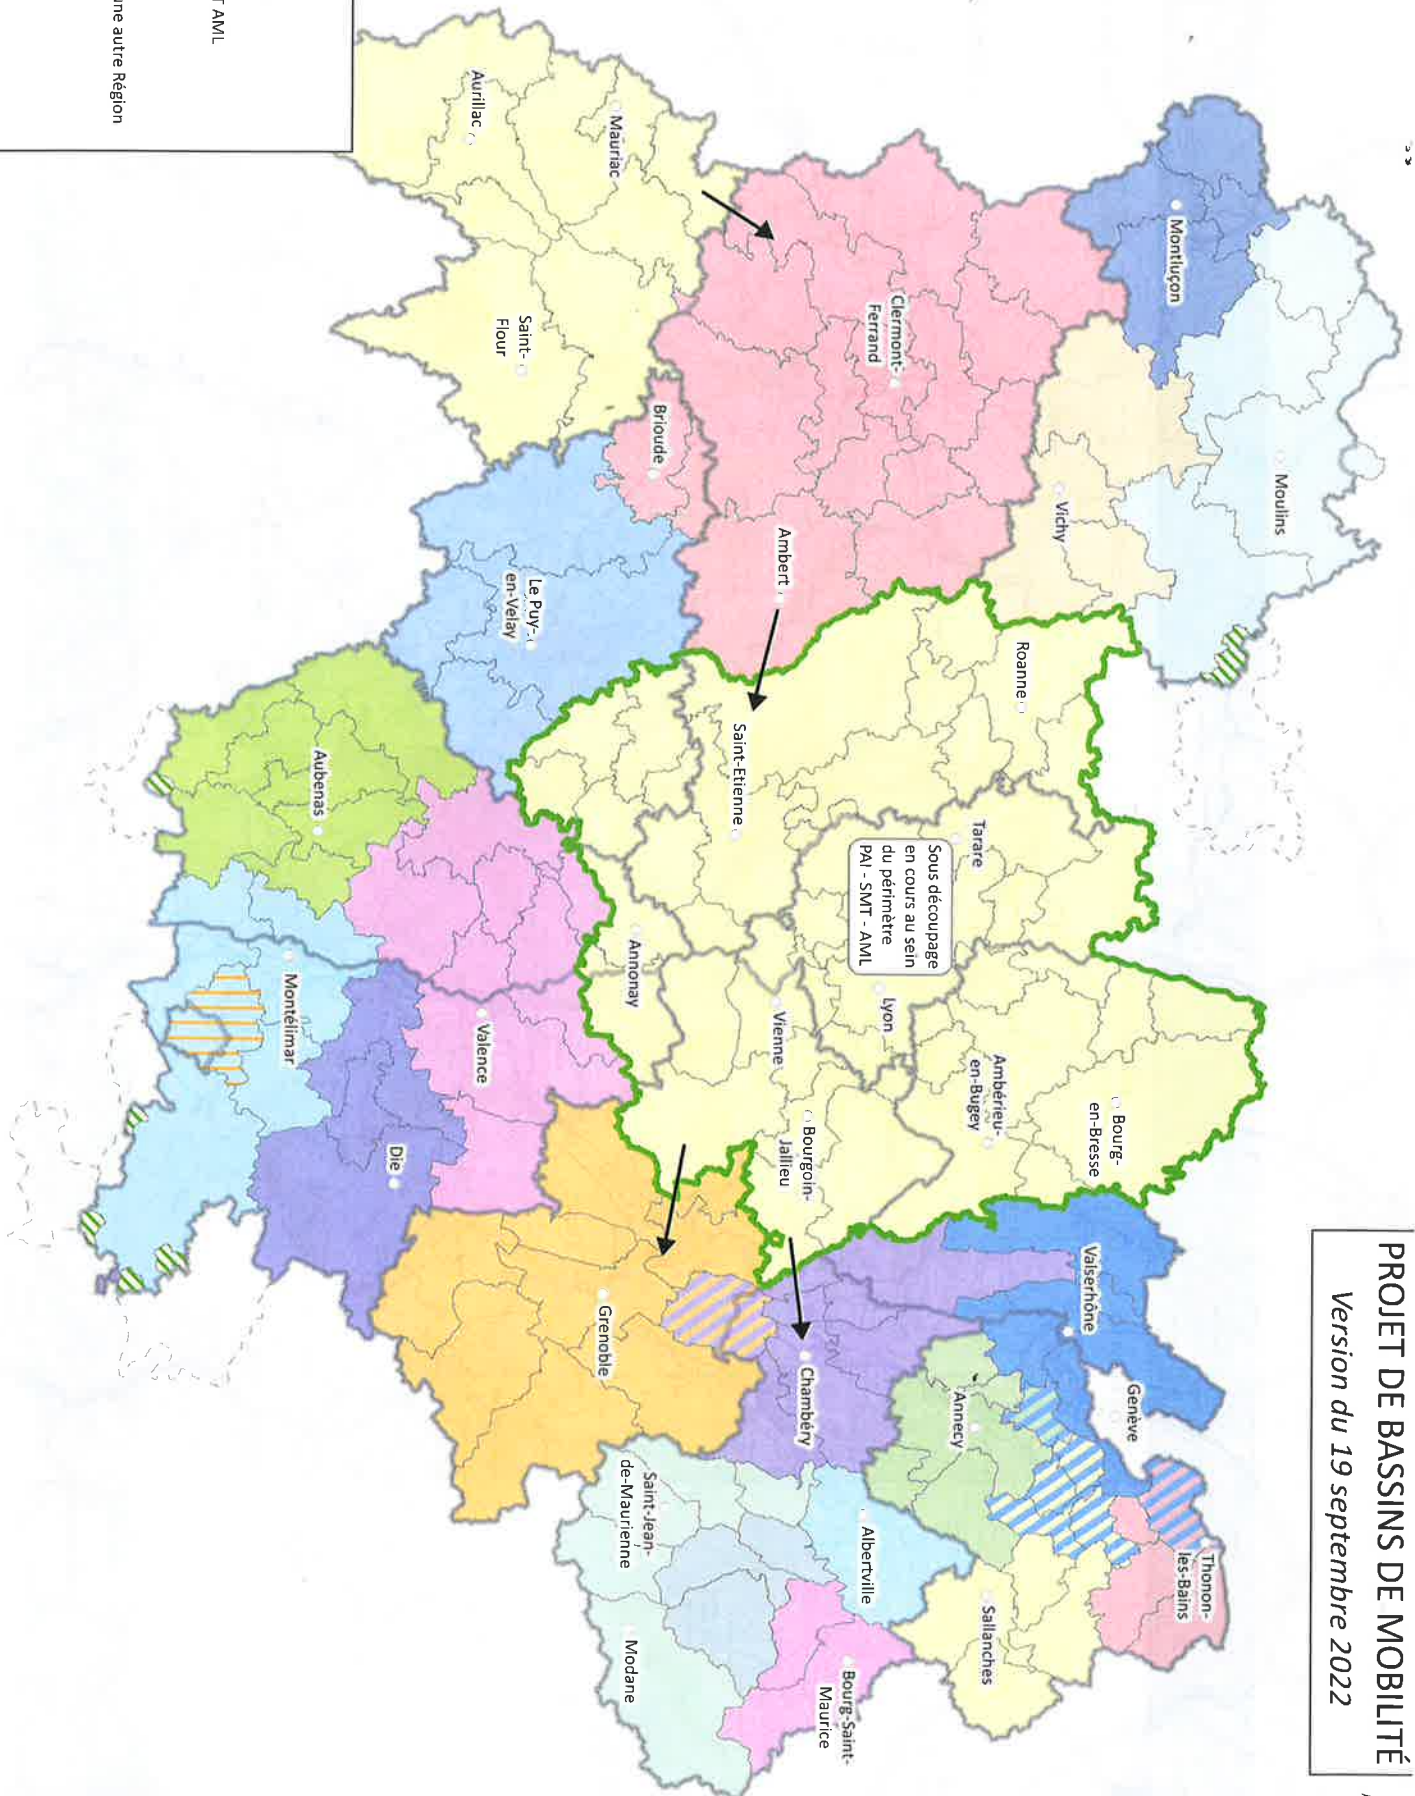 PROJET DE BASSINS DE MOBILITÉ
Version du 19 septembre 2022
Moulins
Montluçon
Vichy
Roanne
Bourg-
en-Bresse
Valserhône
Genève
Thonon-
les-Bains
Clermont-
Ferrand
Tarare
Ambérieu-
en-Bugey
Annecy
Sallanches
Sous découpage
en cours au sein
du périmètre
PAI - SMT - AML
Lyon
Ambert
Saint-Etienne
Vienne
Bourgoin-
Jallieu
Chambéry
Albertville
Bourg-Saint-
Maurice
Mauriac
Brioude
Annonay
Grenoble
Saint-Jean-
de-Maurienne
Modane
Aurillac
Saint-
Flour
Le Puy-
en-Velay
Valence
Die
Aubenas
Montélimar
T AML
une autre Région